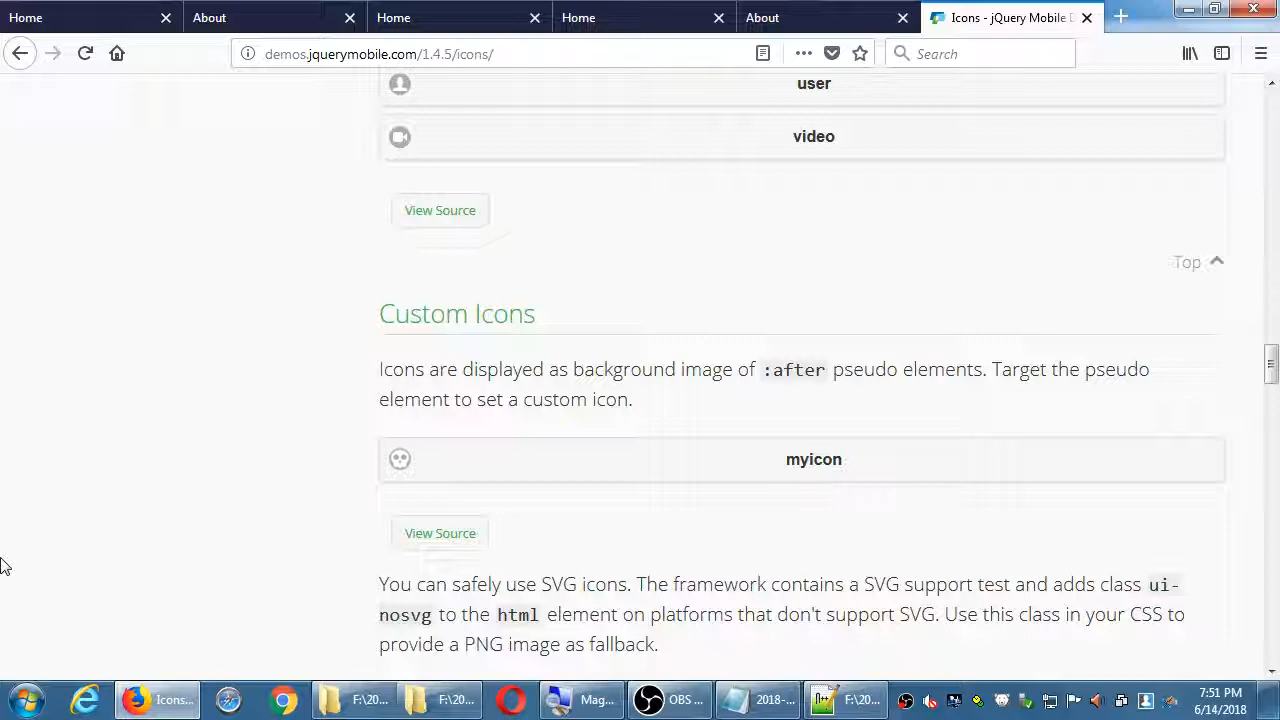 Home
About
Home
Home
About
Icons - jQuery Mobile D
demos.jquerymobile.com/1.4.5/icons/
Search
user
video
View Source
Top
Custom Icons
Icons are displayed as background image of :after pseudo elements. Target the pseudo
element to set a custom icon.
myicon
View Source
You can safely use SVG icons. The framework contains a SVG support test and adds class ui-
nosvg to the html element on platforms that don't support SVG. Use this class in your CSS to
provide a PNG image as fallback.
Icons...
F:\20...
F:\20...
Mag...
OBS ...
2018-...
F:\20...
7:51 PM
6/14/2018